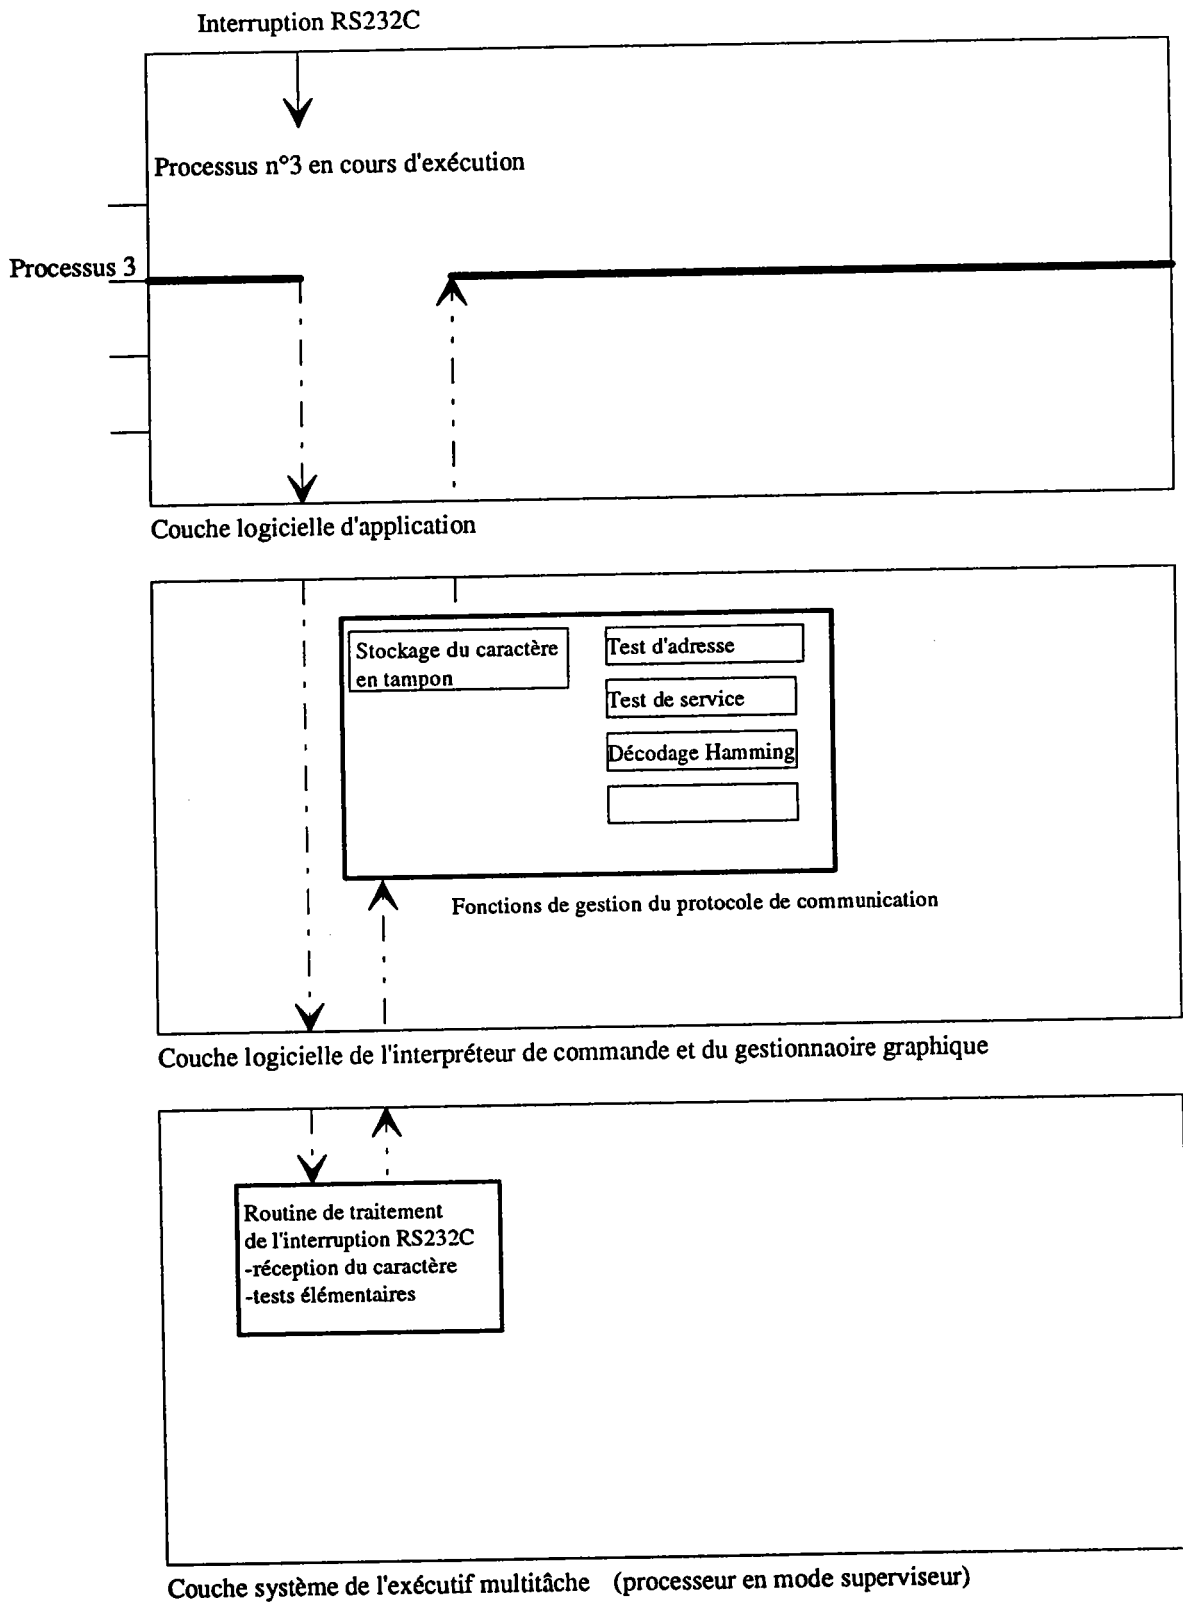 Interruption RS232C
Processus n°3 en cours d'exécution
Processus 3
Couche logicielle d'application
Stockage du caractère
en tampon
Test d'adresse
Test de service
Décodage Hamming
Fonctions de gestion du protocole de communication
Couche logicielle de l'interpréteur de commande et du gestionnaoire graphique
Routine de traitement
de l'interruption RS232C
-réception du caractère
-tests élémentaires
Couche système de l'exécutif multitâche (processeur en mode superviseur)